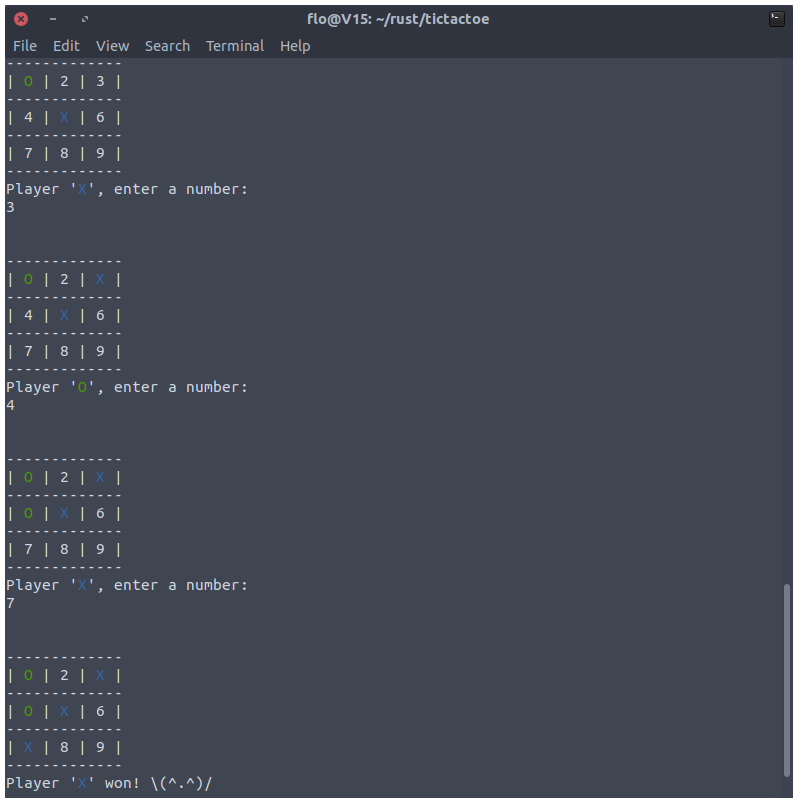 flo@V15: ~/rust/tictactoe
File Edit View Search Terminal Help
-------------
| O | 2 | 3 |
-------------
| 4 | X | 6 |
-------------
| 7 | 8 | 9 |
-------------
Player 'X', enter a number:
3
-------------
| O | 2 | X |
-------------
| 4 | X | 6 |
-------------
| 7 | 8 | 9 |
-------------
Player 'O', enter a number:
4
-------------
| O | 2 | X |
-------------
| O | X | 6 |
-------------
| 7 | 8 | 9 |
-------------
Player 'X', enter a number:
7
-------------
| O | 2 | X |
-------------
| O | X | 6 |
-------------
| X | 8 | 9 |
-------------
Player 'X' won! \(^.^)/